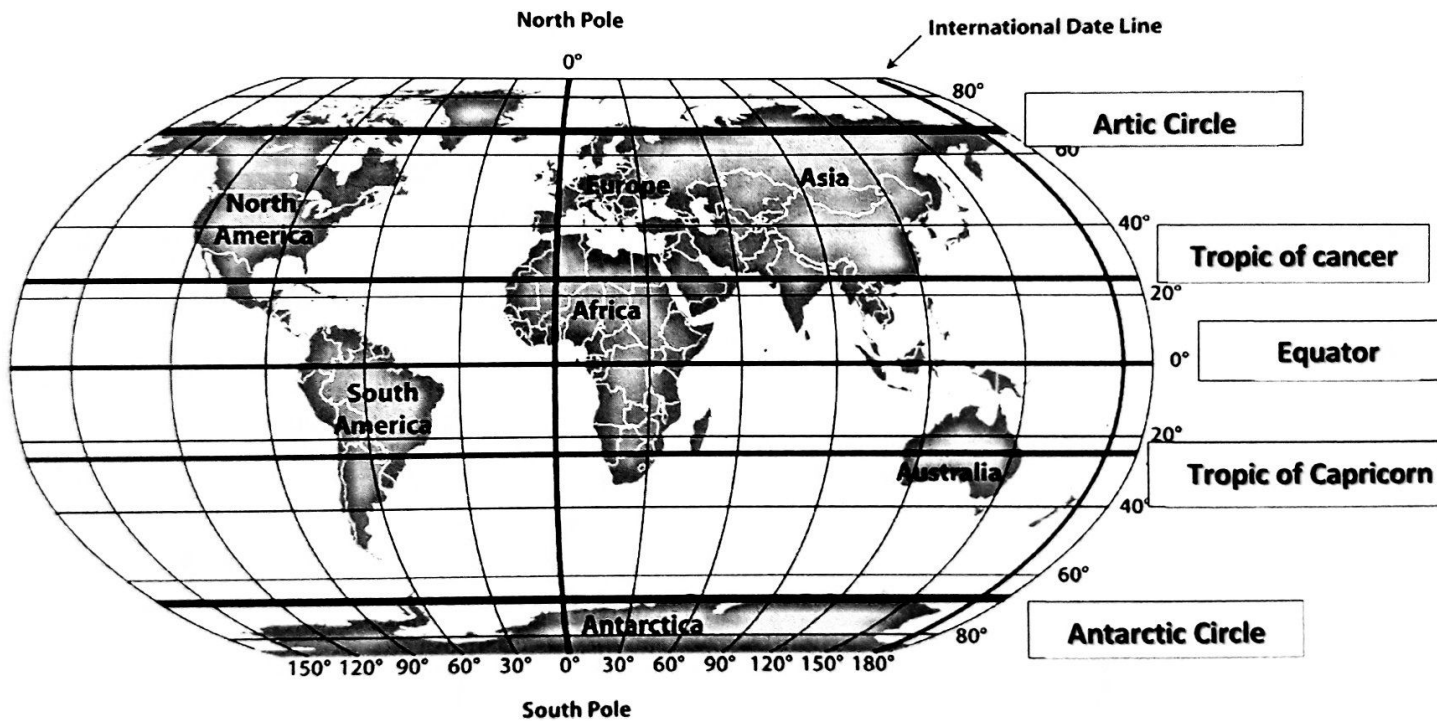 North Pole
International Date Line
0°
80°
Artic Circle
60°
Europe
Asia
North
America
40°
Tropic of cancer
20°
Africa
0°
Equator
South
America
20°
Australia
Tropic of Capricorn
40°
60°
Antarctica
80°
Antarctic Circle
150° 120° 90° 60° 30° 0° 30° 60° 90° 120° 150° 180°
South Pole